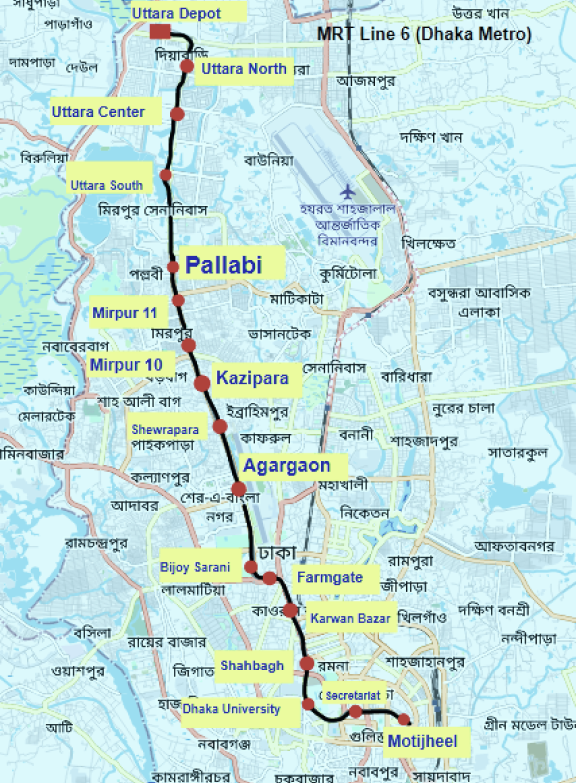 সাধুপাড়া
Uttara Depot
উত্তর খান
পাড়াগাঁও
MRT Line 6 (Dhaka Metro)
দামপাড়া
দেউল
Uttara North
আজমপুর
Uttara Center
দক্ষিণ খান
বিরুলিয়া
বাউনিয়া
Uttara South
মিরপুর সেনানিবাস
হযরত শাহজালাল
আন্তর্জাতিক
বিমানবন্দর
খিলক্ষেত
Pallabi
পল্লবী
কুর্মিটোলা
মাটিকাটা
বসুন্ধরা আবাসিক
এলাকা
Mirpur 11
মিরপুর
ভাসানটেক
নবাবেরবাগ
Mirpur 10
সেনানিবাস
Kazipara
বারিধারা
কাউন্দিয়া
শাহ আলী বাগ
মেলারটেক
ইব্রাহিমপুর
নুরের চালা
Shewrapara
পাইকপাড়া
কাফরুল
বনানী
শাহজাদপুর
সাতারকুল
Agargaon
কল্যাণপুর
মহাখালী
শের-এ-বাংলা
নগর
আদাবর
নিকেতন
রামচন্দ্রপুর
ঢাকা
আফতাবনগর
Bijoy Sarani
রামপুরা
Farmgate
লালমাটিয়া
Karwan Bazar
খিলগাঁও
দক্ষিণ বনশ্রী
বসিলা
রায়ের বাজার
নন্দীপাড়া
Shahbagh
রমনা
শাহজাহানপুর
ওয়াশপুর
জিগাত
Secretariat
Dhaka University
আটি
গ্রীন মডেল টাউ
Motijheel
নবাবগঞ্জ
নবাবপুর
সায়দাবাদ
কামরাঙ্গীরচর
চকবাজার